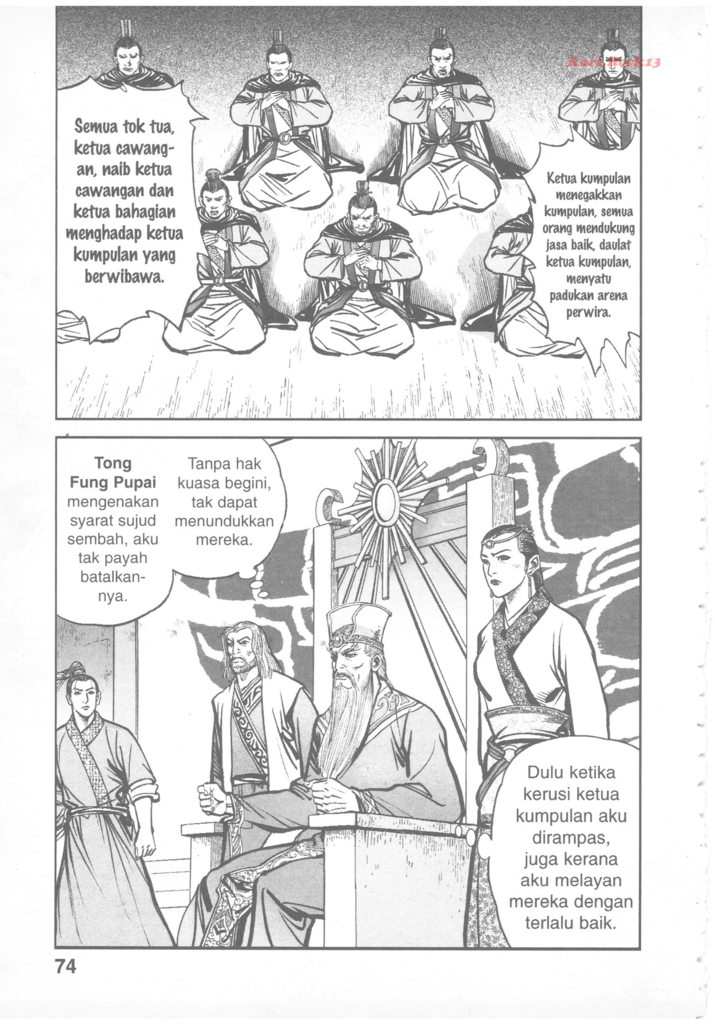 Semua tok tua,
ketua cawang-
an, naib ketua
cawangan dan
ketua bahagian
menghadap ketua
kumpulan yang
berwibawa.
Ketua kumpulan
menegakkan
kumpulan, semua
orang mendukung
jasa baik, daulat
ketua kumpulan,
menyatu
padukan arena
perwira.
Tong
Fung Pupai
mengenakan
syarat sujud
sembah, aku
tak payah
batalkan-
nya.
Tanpa hak
kuasa begini,
tak dapat
menundukkan
mereka.
Dulu ketika
kerusi ketua
kumpulan aku
dirampas,
juga kerana
aku melayan
mereka dengan
terlalu baik.
74